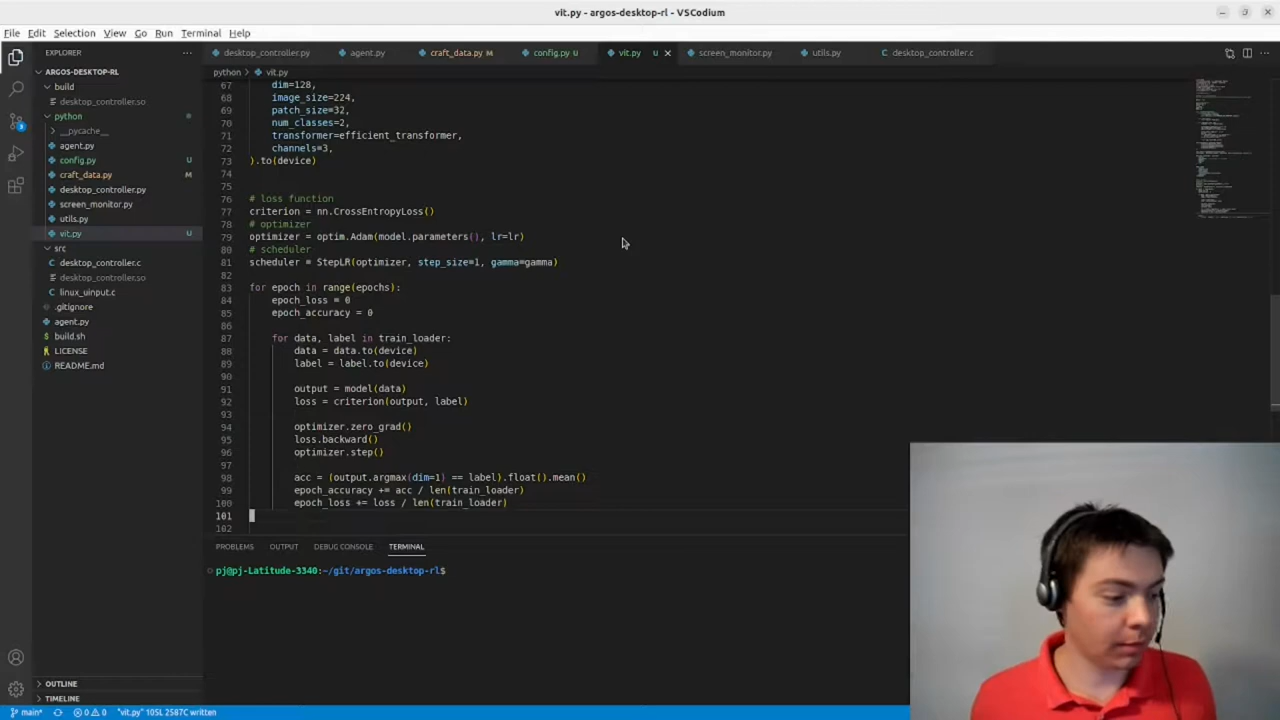 vit.py - argos-desktop-rl - VSCodium
File Edit Selection View Go Run Terminal Help
EXPLORER
desktop_controller.py agent.py craft_data.py M config.py U vit.py U screen_monitor.py utils.py desktop_controller.c
ARGOS-DESKTOP-RL
python > vit.py
build
desktop_controller.so
python
__pycache__
agent.py
config.py U
craft_data.py M
desktop_controller.py
screen_monitor.py
utils.py
vit.py U
src
desktop_controller.c
desktop_controller.so
linux_uinput.c
.gitignore
agent.py
build.sh
LICENSE
README.md
OUTLINE
TIMELINE
67 dim=128,
68 image_size=224,
69 patch_size=32,
70 num_classes=2,
71 transformer=efficient_transformer,
72 channels=3,
73 ).to(device)
74
75
76 # loss function
77 criterion = nn.CrossEntropyLoss()
78 # optimizer
79 optimizer = optim.Adam(model.parameters(), lr=lr)
80 # scheduler
81 scheduler = StepLR(optimizer, step_size=1, gamma=gamma)
82
83 for epoch in range(epochs):
84 epoch_loss = 0
85 epoch_accuracy = 0
86
87 for data, label in train_loader:
88 data = data.to(device)
89 label = label.to(device)
90
91 output = model(data)
92 loss = criterion(output, label)
93
94 optimizer.zero_grad()
95 loss.backward()
96 optimizer.step()
97
98 acc = (output.argmax(dim=1) == label).float().mean()
99 epoch_accuracy += acc / len(train_loader)
100 epoch_loss += loss / len(train_loader)
101
102
PROBLEMS OUTPUT DEBUG CONSOLE TERMINAL
pj@pj-Latitude-3340:~/git/argos-desktop-rl$
main* 0 0 "vit.py" 105L 2587C written